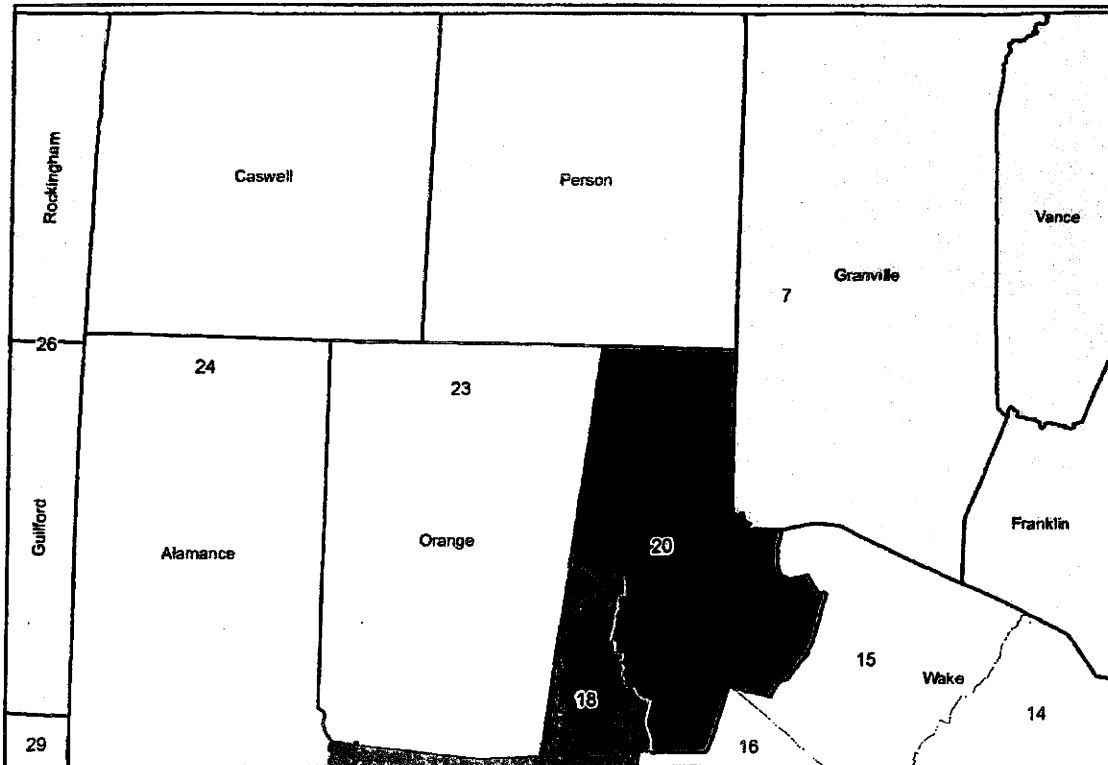 Rockingham
Caswell
Person
Vance
Granville
7
26
24
23
Guilford
Alamance
Orange
20
Franklin
15
Wake
18
14
29
16